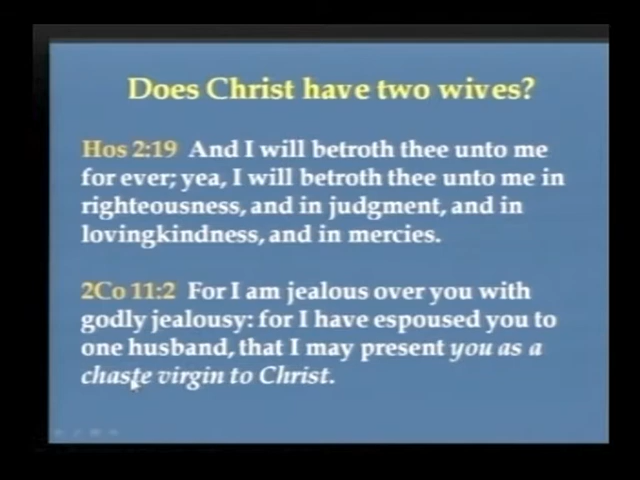 Does Christ have two wives?
Hos 2:19 And I will betroth thee unto me
for ever; yea, I will betroth thee unto me in
righteousness, and in judgment, and in
lovingkindness, and in mercies.
2Co 11:2 For I am jealous over you with
godly jealousy: for I have espoused you to
one husband, that I may present you as a
chaste virgin to Christ.